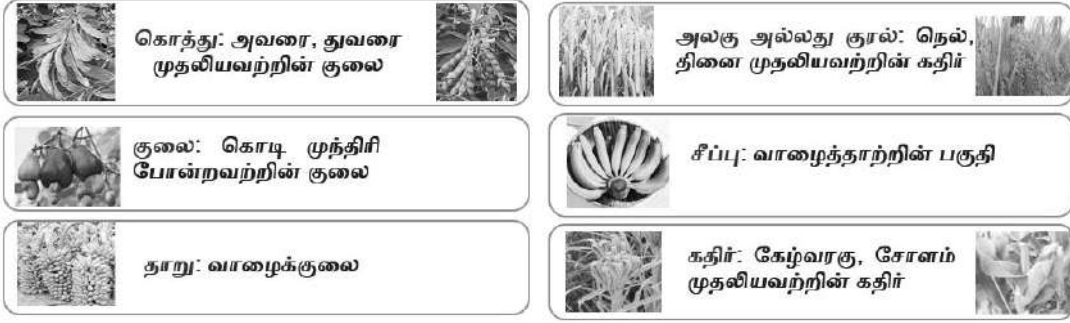 கொத்து: அவரை, துவரை
முதலியவற்றின் குலை
குலை: கொடி முந்திரி
போன்றவற்றின் குலை
தாறு: வாழைக்குலை
அலகு அல்லது குரல்: நெல்,
தினை முதலியவற்றின் கதிர்
சீப்பு: வாழைத்தாற்றின் பகுதி
கதிர்: கேழ்வரகு, சோளம்
முதலியவற்றின் கதிர்